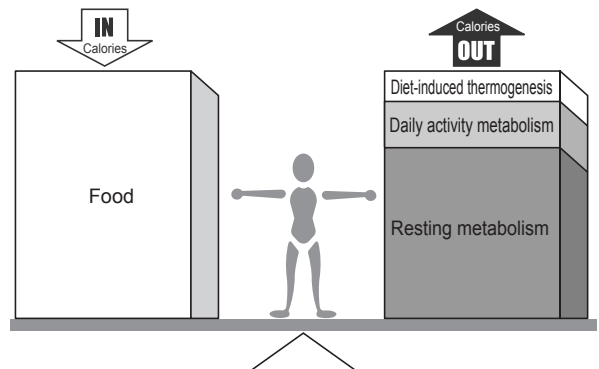 IN
Calories
Calories
OUT
Diet-induced thermogenesis
Daily activity metabolism
Food
Resting metabolism